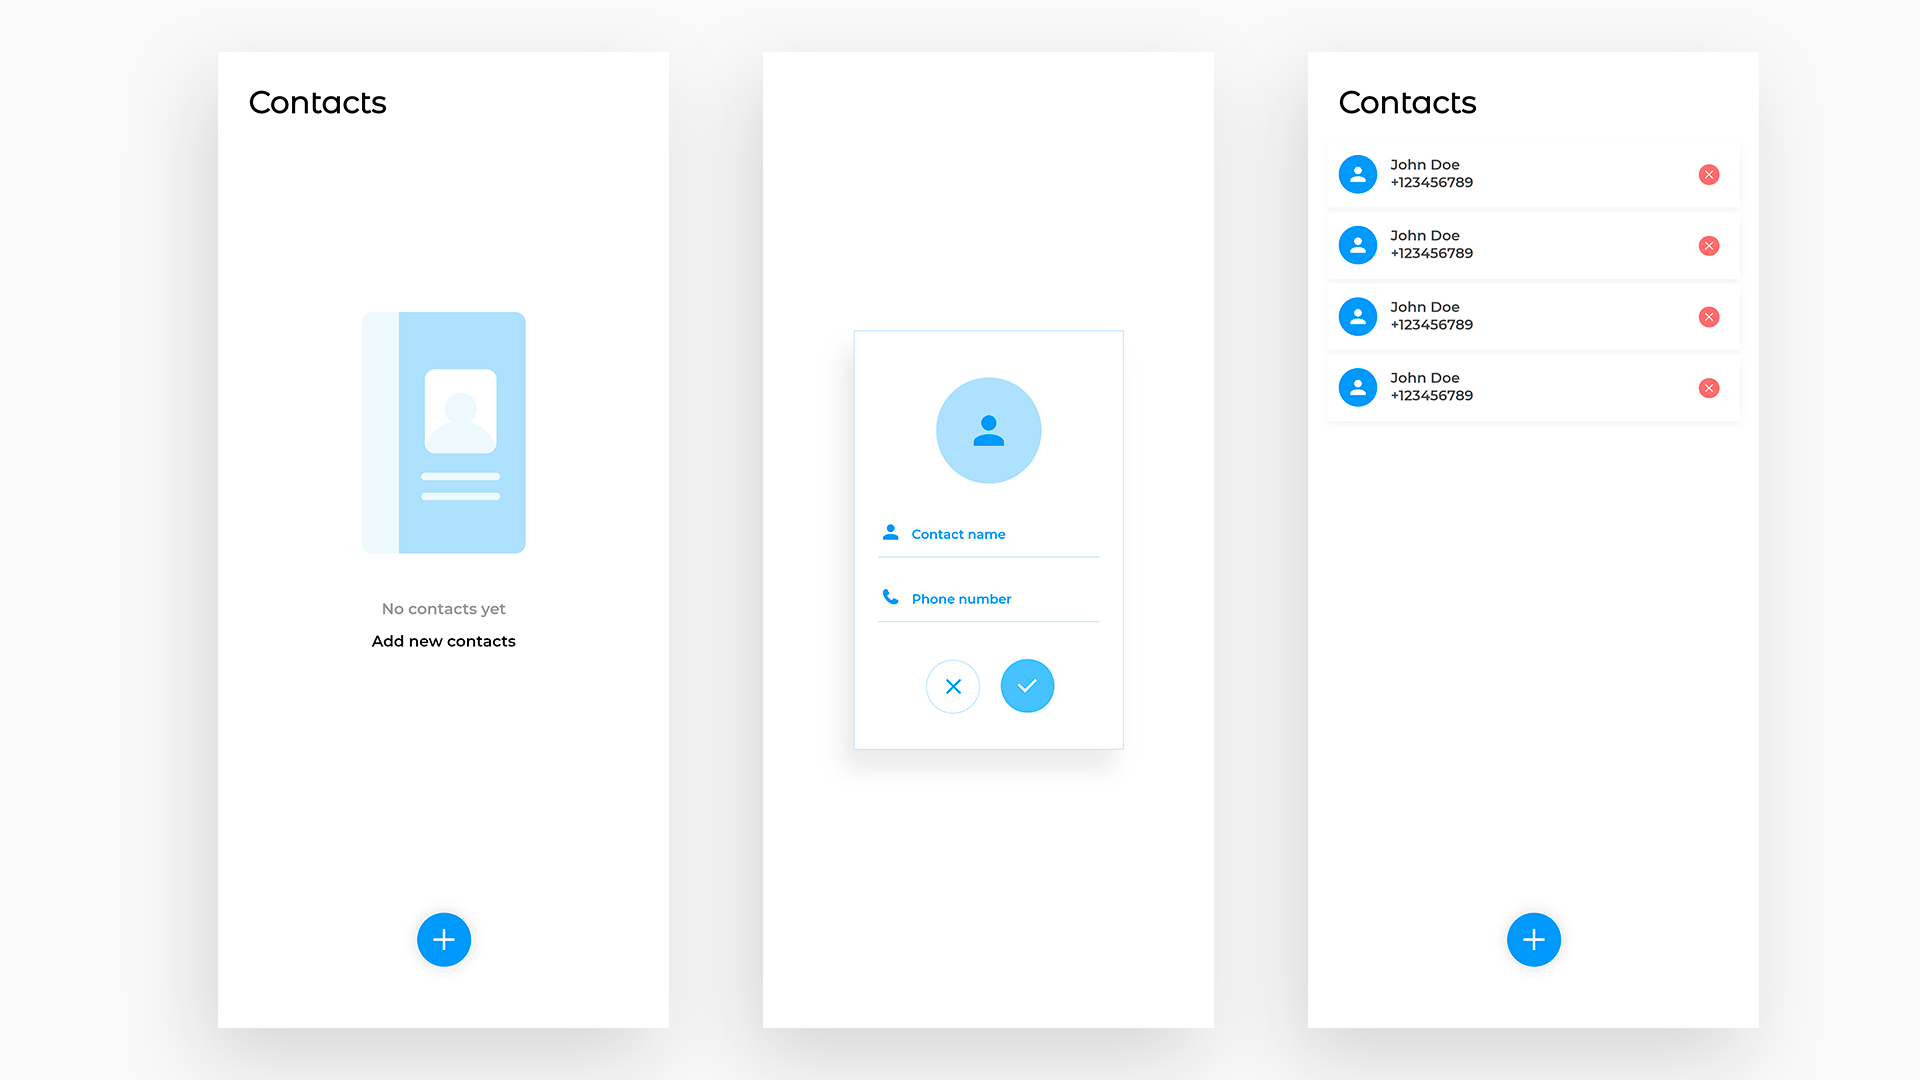 Contacts
No contacts yet
Add new contacts
Contact name
Phone number
Contacts
John Doe
+123456789
John Doe
+123456789
John Doe
+123456789
John Doe
+123456789